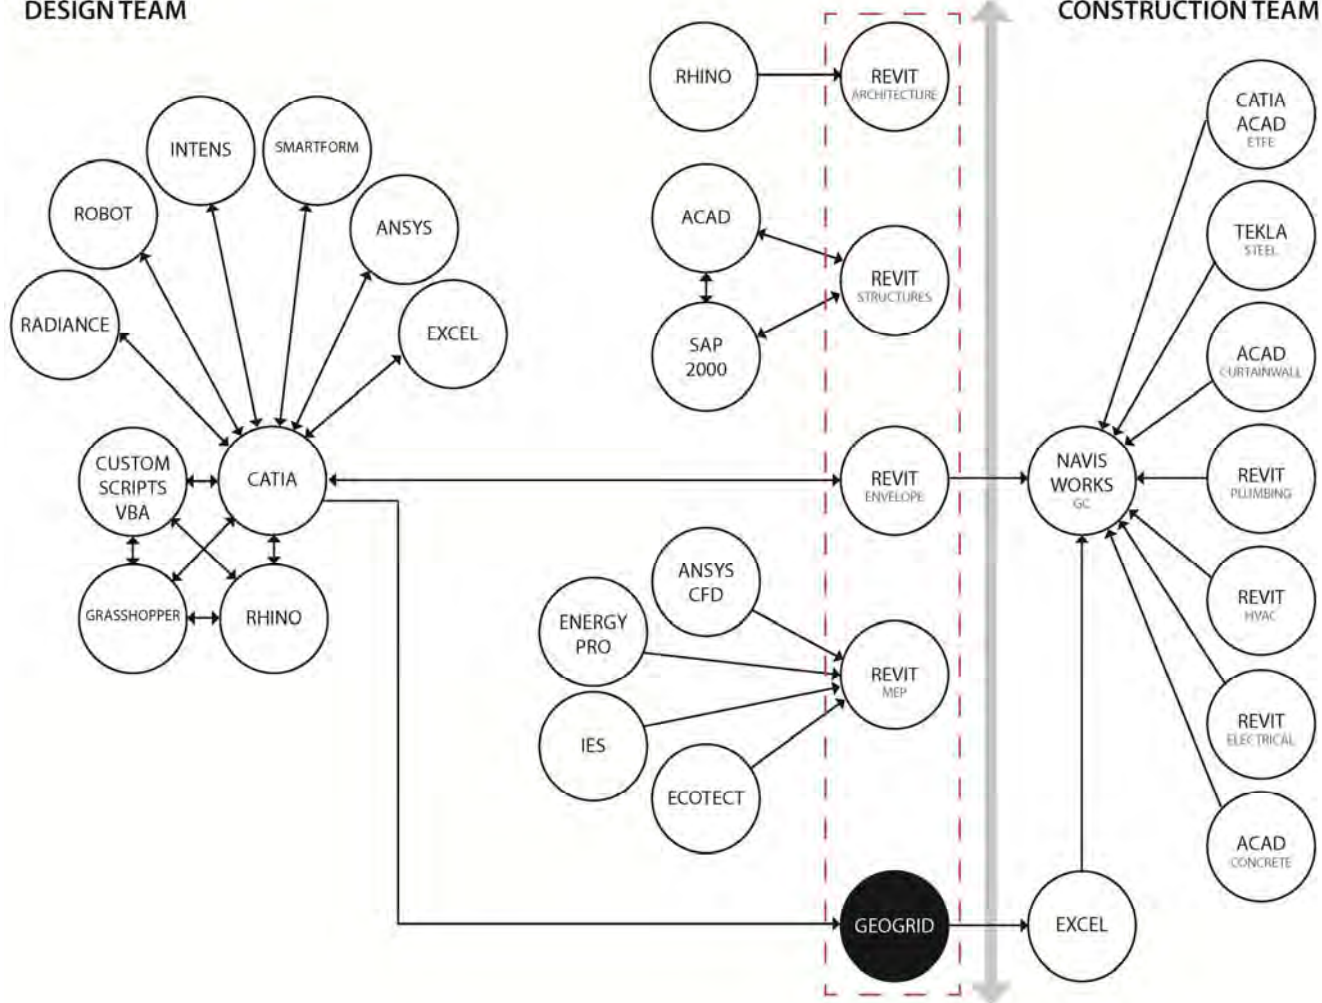 DESIGN TEAM
CONSTRUCTION TEAM
RHINO
REVIT
ARCHITECTURE
CATIA
ACAD
ETFE
INTENS
SMARTFORM
ROBOT
ANSYS
ACAD
TEKLA
STEEL
REVIT
STRUCTURES
RADIANCE
EXCEL
SAP
2000
ACAD
CURTAINWALL
CUSTOM
SCRIPTS
VBA
CATIA
REVIT
ENVELOPE
NAVIS
WORKS
GC
REVIT
PLUMBING
GRASSHOPPER
RHINO
ANSYS
CFD
ENERGY
PRO
REVIT
HVAC
REVIT
MEP
IES
REVIT
ELECTRICAL
ECOTECT
ACAD
CONCRETE
GEOGRID
EXCEL